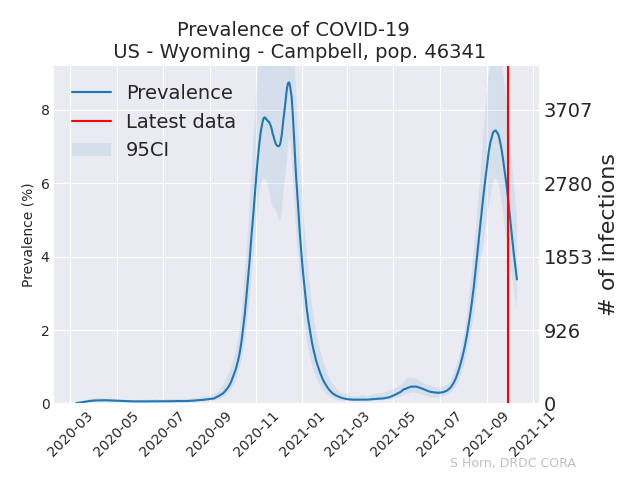 Prevalence of COVID-19
US - Wyoming - Campbell, pop. 46341
Prevalence
Latest data
95CI
Prevalence (%)
8
6
4
2
0
3707
2780
1853
926
0
# of infections
2020-03
2020-05
2020-07
2020-09
2020-11
2021-01
2021-03
2021-05
2021-07
2021-09
2021-11
S Horn, DRDC CORA